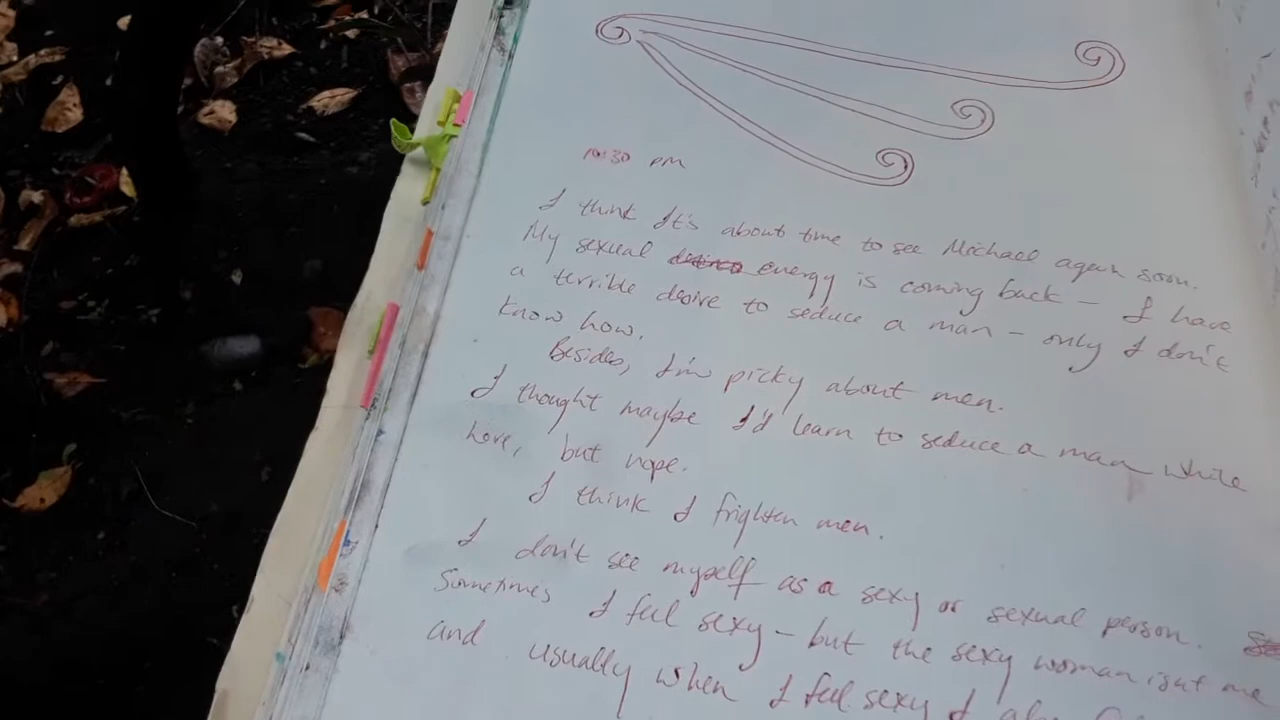 10:30 pm
I think It's about time to see Michael again soon.
My sexual energy is coming back – I have
a terrible desire to seduce a man – only I don't
know how.
Besides, I'm picky about men.
I thought maybe I'd learn to seduce a man while
here, but nope.
I think I frighten men.
I don't see myself as a sexy or sexual person.
Sometimes I feel sexy – but the sexy woman isn't me
and usually when I feel sexy I